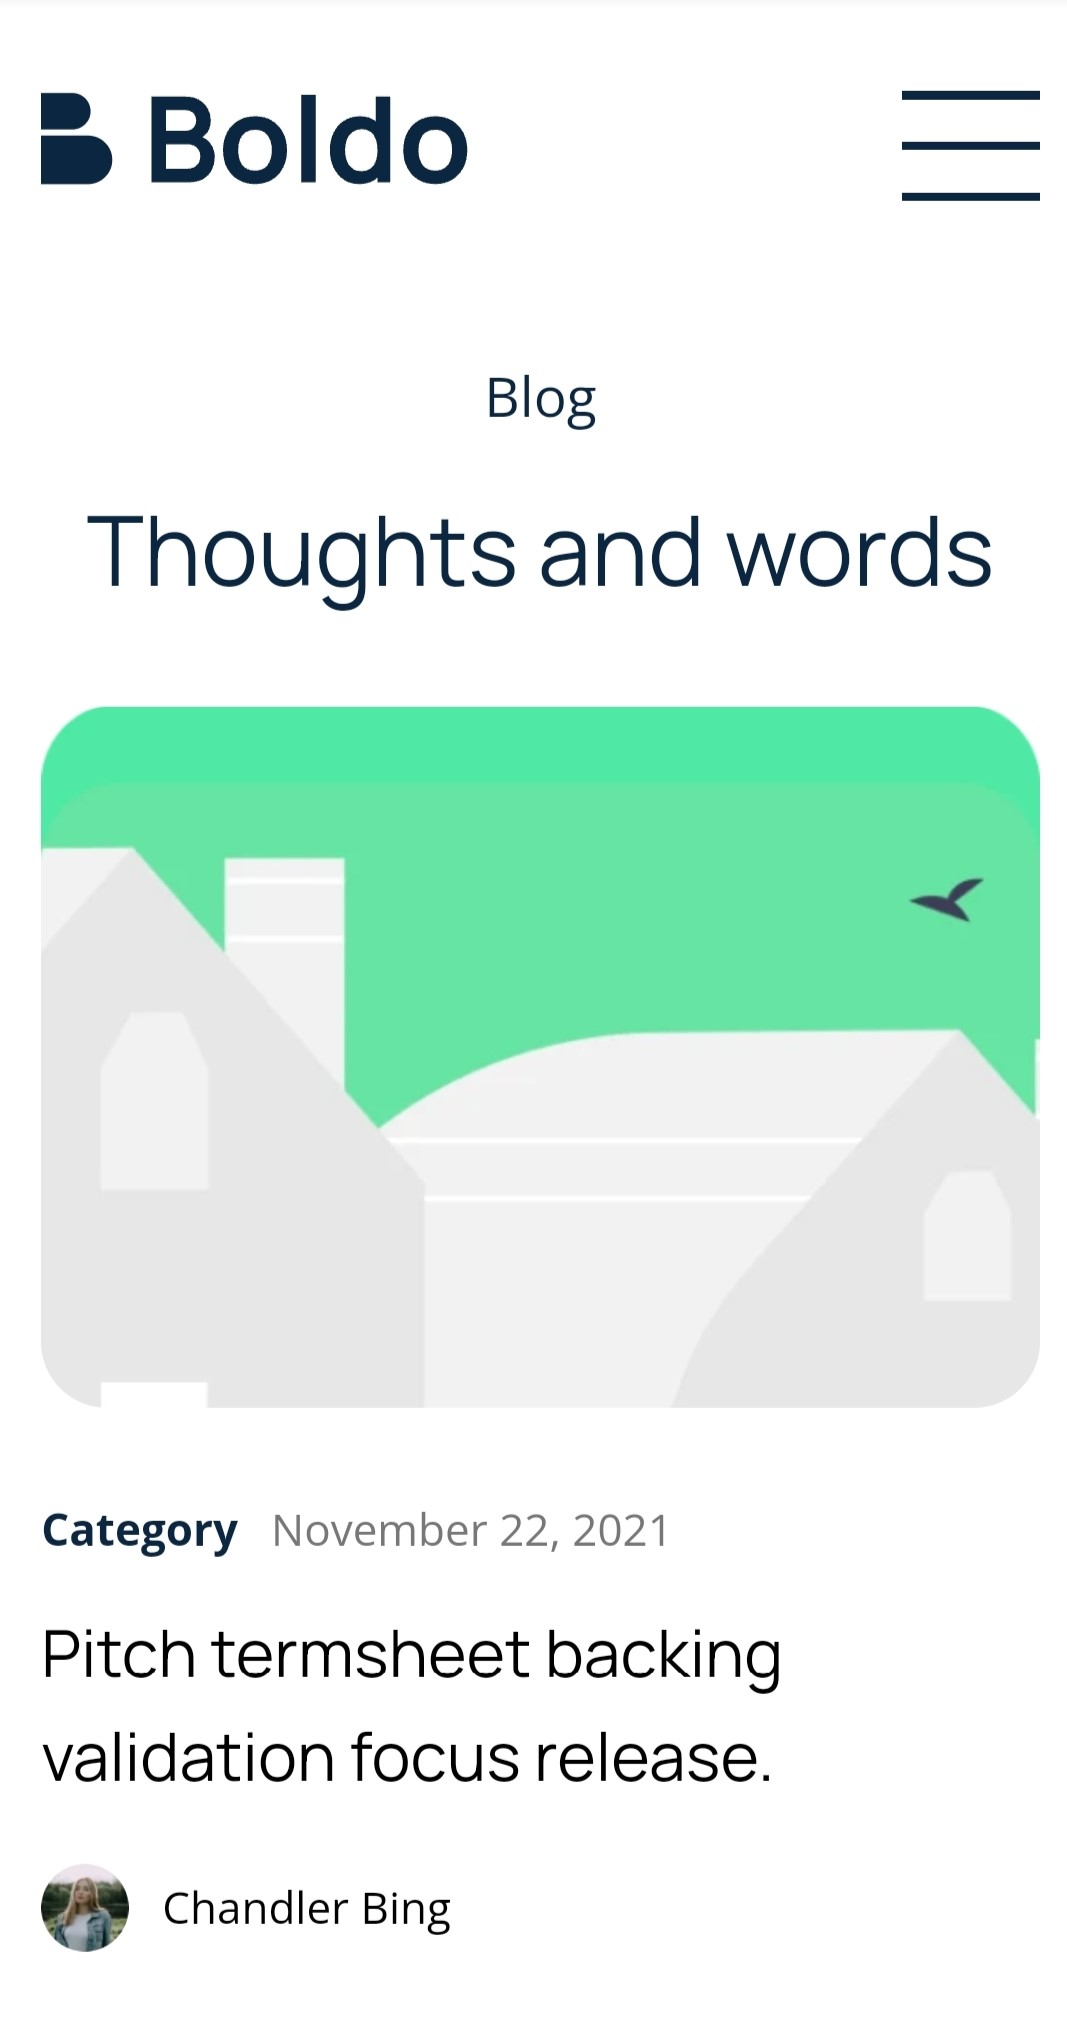 Boldo
Blog
Thoughts and words
Category November 22, 2021
Pitch termsheet backing
validation focus release.
Chandler Bing